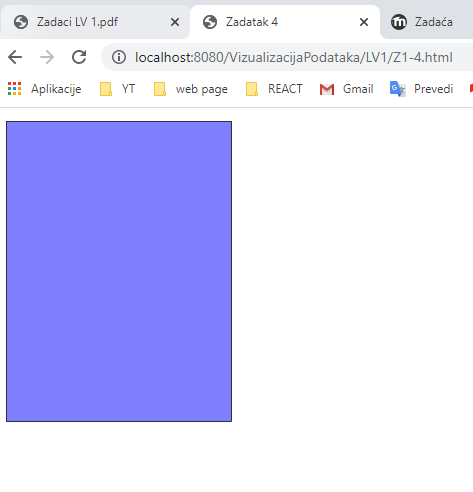 Zadaci LV 1.pdf
Zadatak 4
Zadaća
localhost:8080/VizualizacijaPodataka/LV1/Z1-4.html
Aplikacije YT web page REACT Gmail Prevedi